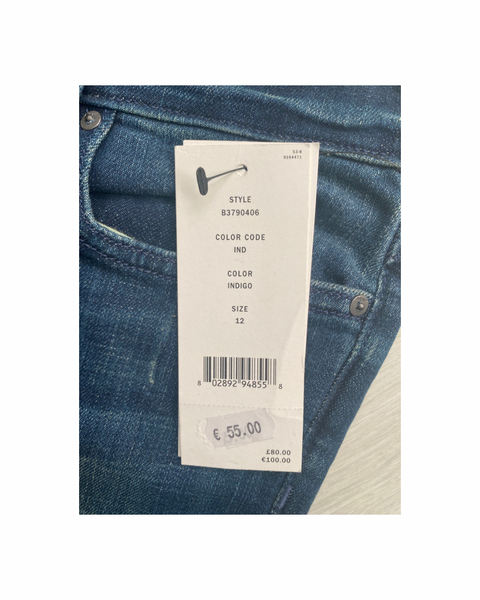 STYLE
B3790406
COLOR CODE
IND
COLOR
INDIGO
SIZE
12
8 02892 94855 8
€ 55.00
£80.00
€100.00